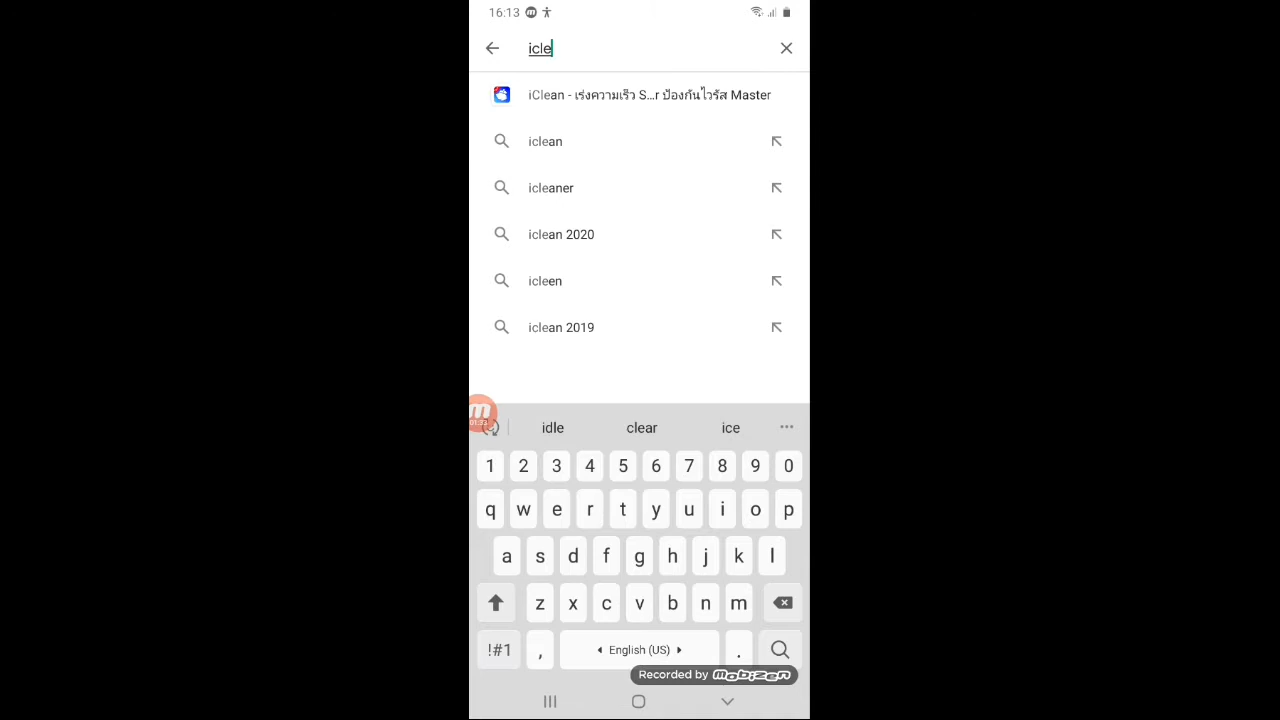 16:13
icle
iClean - เร่งความเร็ว S...r ป้องกันไวรัส Master
iclean
icleaner
iclean 2020
icleen
iclean 2019
01:33
idle clear ice
1 2 3 4 5 6 7 8 9 0
q w e r t y u i o p
a s d f g h j k l
z x c v b n m
!#1 , English (US) .
Recorded by mobizen